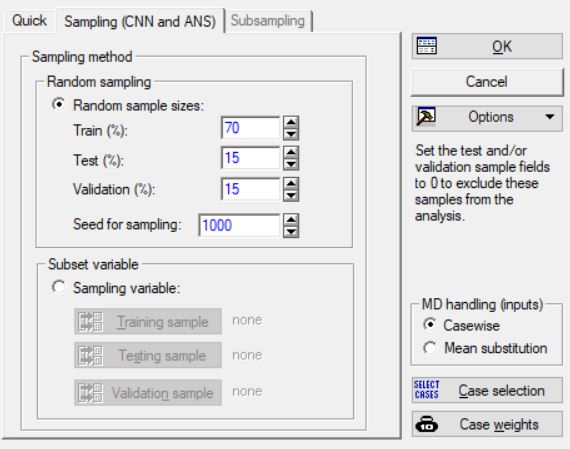 Quick
Sampling (CNN and ANS)
Subsampling
Sampling method
Random sampling
Random sample sizes:
Train (%):
70
Test (%):
15
Validation (%):
15
Seed for sampling:
1000
Subset variable
Sampling variable:
Training sample
none
Testing sample
none
Validation sample
none
OK
Cancel
Options
Set the test and/or
validation sample fields
to 0 to exclude these
samples from the
analysis.
MD handling (inputs)
Casewise
Mean substitution
SELECT
CASES
Case selection
10
Case weights